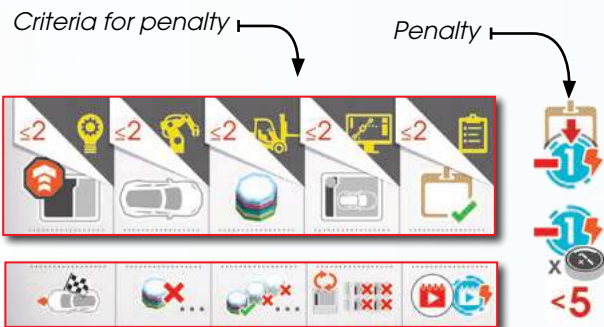 Criteria for penalty
Penalty
≤2 ≤2 ≤2 ≤2 ≤2
-1
...
...
-1
x
<5